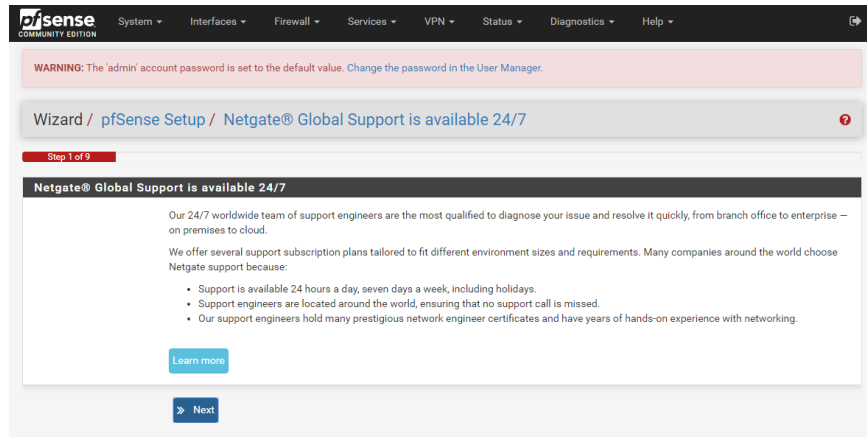 pfsense
COMMUNITY EDITION
System Interfaces Firewall Services VPN Status Diagnostics Help
WARNING: The 'admin' account password is set to the default value. Change the password in the User Manager.
Wizard / pfSense Setup / Netgate® Global Support is available 24/7
Step 1 of 9
Netgate® Global Support is available 24/7
Our 24/7 worldwide team of support engineers are the most qualified to diagnose your issue and resolve it quickly, from branch office to enterprise —
on premises to cloud.
We offer several support subscription plans tailored to fit different environment sizes and requirements. Many companies around the world choose
Netgate support because:
• Support is available 24 hours a day, seven days a week, including holidays.
• Support engineers are located around the world, ensuring that no support call is missed.
• Our support engineers hold many prestigious network engineer certificates and have years of hands-on experience with networking.
Learn more
» Next